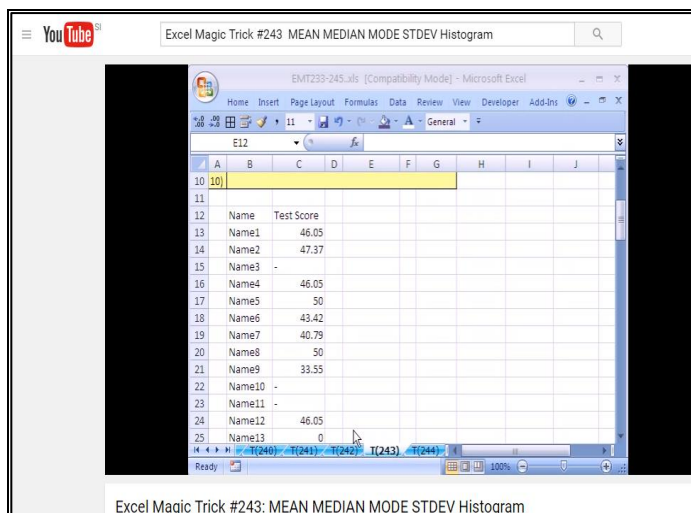 YouTube SI Excel Magic Trick #243 MEAN MEDIAN MODE STDEV Histogram
EMT233-245..xls [Compatibility Mode] - Microsoft Excel
Home Insert Page Layout Formulas Data Review View Developer Add-Ins
11 A General
E12 fx
A B C D E F G H I J
10 10)
11
12 Name Test Score
13 Name1 46.05
14 Name2 47.37
15 Name3 -
16 Name4 46.05
17 Name5 50
18 Name6 43.42
19 Name7 40.79
20 Name8 50
21 Name9 33.55
22 Name10 -
23 Name11 -
24 Name12 46.05
25 Name13 0
T(240) T(241) T(242) T(243) T(244)
Ready 100%
Excel Magic Trick #243: MEAN MEDIAN MODE STDEV Histogram